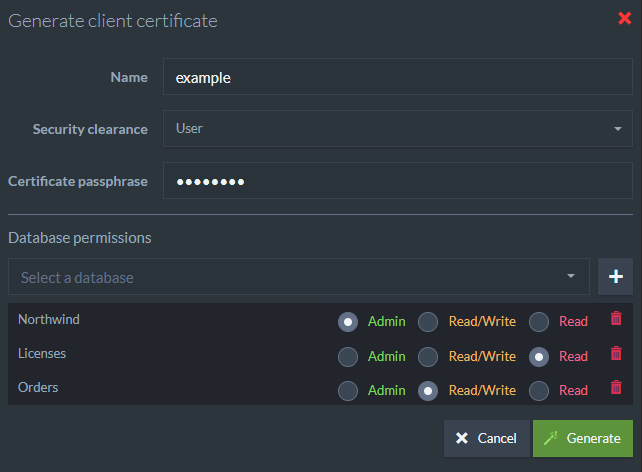 Generate client certificate
Name example
Security clearance User
Certificate passphrase ••••••••
Database permissions
Select a database
Northwind Admin Read/Write Read
Licenses Admin Read/Write Read
Orders Admin Read/Write Read
Cancel Generate